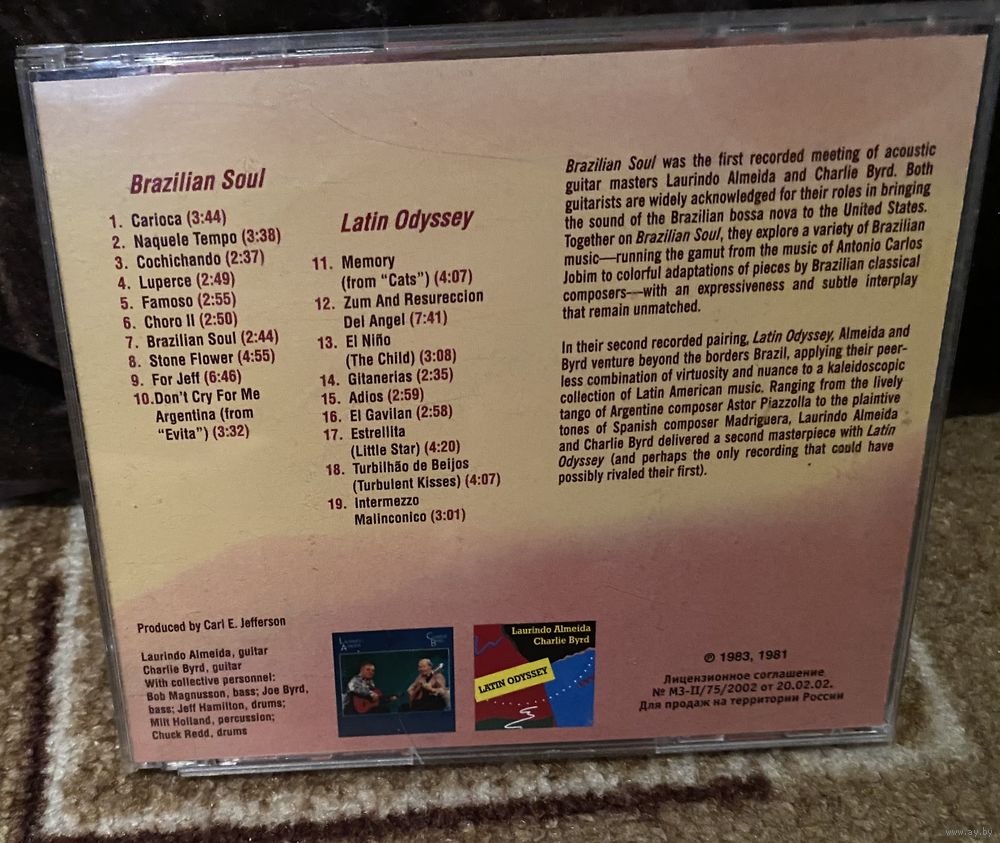 Brazilian Soul
1. Carioca (3:44)
2. Naquele Tempo (3:38)
3. Cochichando (2:37)
4. Luperce (2:49)
5. Famoso (2:55)
6. Choro II (2:50)
7. Brazilian Soul (2:44)
8. Stone Flower (4:55)
9. For Jeff (6:46)
10. Don't Cry For Me
Argentina (from
"Evita") (3:32)
Latin Odyssey
11. Memory
(from "Cats") (4:07)
12. Zum And Resureccion
Del Angel (7:41)
13. El Niño
(The Child) (3:08)
14. Gitanerias (2:35)
15. Adios (2:59)
16. El Gavilan (2:58)
17. Estrellita
(Little Star) (4:20)
18. Turbilhão de Beijos
(Turbulent Kisses) (4:07)
19. Intermezzo
Malinconico (3:01)
Brazilian Soul was the first recorded meeting of acoustic
guitar masters Laurindo Almeida and Charlie Byrd. Both
guitarists are widely acknowledged for their roles in bringing
the sound of the Brazilian bossa nova to the United States.
Together on Brazilian Soul, they explore a variety of Brazilian
music—running the gamut from the music of Antonio Carlos
Jobim to colorful adaptations of pieces by Brazilian classical
composers—with an expressiveness and subtle interplay
that remain unmatched.
In their second recorded pairing, Latin Odyssey, Almeida and
Byrd venture beyond the borders Brazil, applying their peer-
less combination of virtuosity and nuance to a kaleidoscopic
collection of Latin American music. Ranging from the lively
tango of Argentine composer Astor Piazzolla to the plaintive
tones of Spanish composer Madriguera, Laurindo Almeida
and Charlie Byrd delivered a second masterpiece with Latin
Odyssey (and perhaps the only recording that could have
possibly rivaled their first).
Produced by Carl E. Jefferson
Laurindo Almeida, guitar
Charlie Byrd, guitar
With collective personnel:
Bob Magnusson, bass; Joe Byrd,
bass; Jeff Hamilton, drums;
Milt Holland, percussion;
Chuck Redd, drums
Laurindo Almeida
Charlie Byrd
LATIN ODYSSEY
℗ 1983, 1981
Лицензионное соглашение
№ МЗ-II/75/2002 от 20.02.02.
Для продаж на территории России
www.ay.by